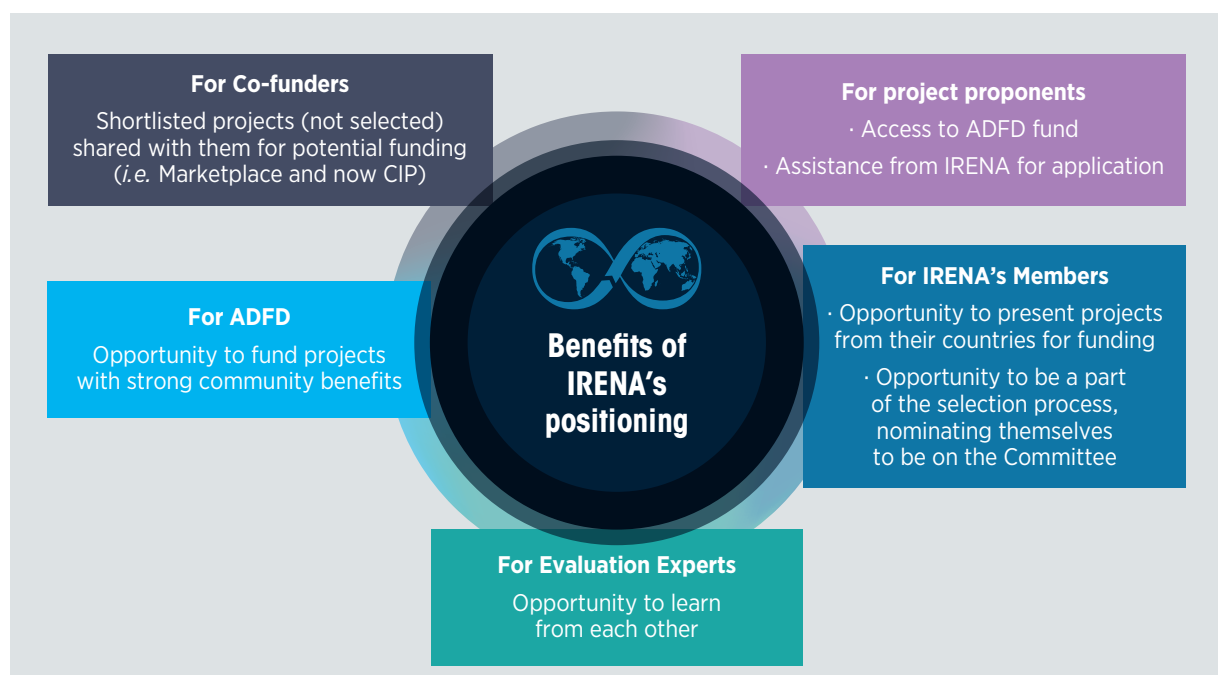 For Co-funders
Shortlisted projects (not selected)
shared with them for potential funding
(i.e. Marketplace and now CIP)
For project proponents
· Access to ADFD fund
· Assistance from IRENA for application
Benefits of
IRENA’s
positioning
For ADFD
Opportunity to fund projects
with strong community benefits
For IRENA’s Members
· Opportunity to present projects
from their countries for funding
· Opportunity to be a part
of the selection process,
nominating themselves
to be on the Committee
For Evaluation Experts
Opportunity to learn
from each other